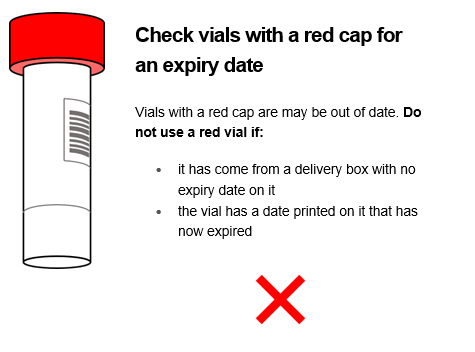 Check vials with a red cap for
an expiry date
Vials with a red cap are may be out of date. Do
not use a red vial if:
• it has come from a delivery box with no
expiry date on it
• the vial has a date printed on it that has
now expired